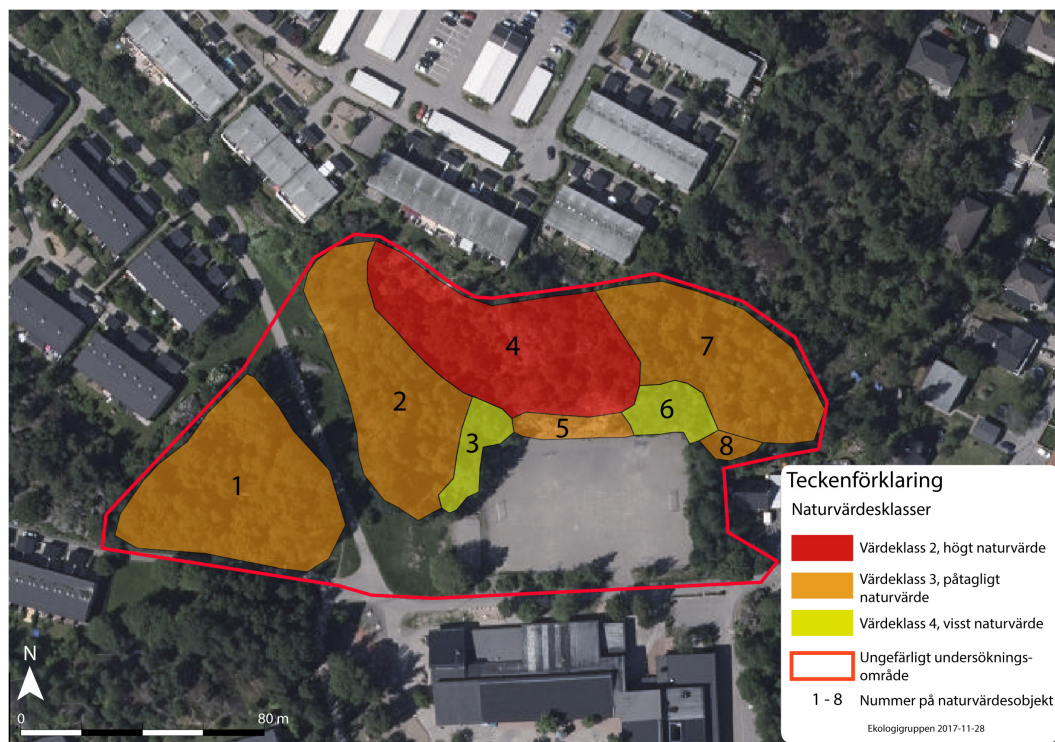 4
7
2
6
5
3
8
1
Teckenförklaring
Naturvärdesklasser
Värdeklass 2, högt naturvärde
Värdeklass 3, påtagligt
naturvärde
Värdeklass 4, visst naturvärde
Ungefärligt undersöknings-
område
1 - 8 Nummer på naturvärdesobjekt
Ekologigruppen 2017-11-28
N
0 80 m